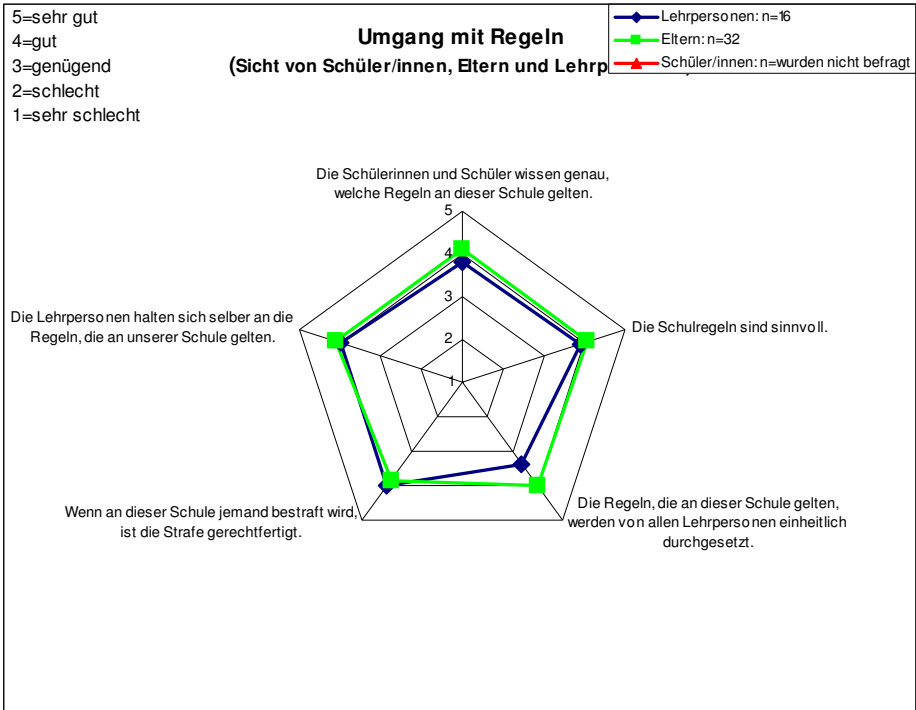 5=sehr gut
4=gut
3=genügend
2=schlecht
1=sehr schlecht
Umgang mit Regeln
(Sicht von Schüler/innen, Eltern und
Lehrpersonen: n=16
Eltern: n=32
Schüler/innen: n=wurden nicht befragt
Die Schülerinnen und Schüler wissen genau,
welche Regeln an dieser Schule gelten.
5
4
3
2
1
Die Schulregeln sind sinnvoll.
Die Regeln, die an dieser Schule gelten,
werden von allen Lehrpersonen einheitlich
durchgesetzt.
Wenn an dieser Schule jemand bestraft wird,
ist die Strafe gerechtfertigt.
Die Lehrpersonen halten sich selber an die
Regeln, die an unserer Schule gelten.